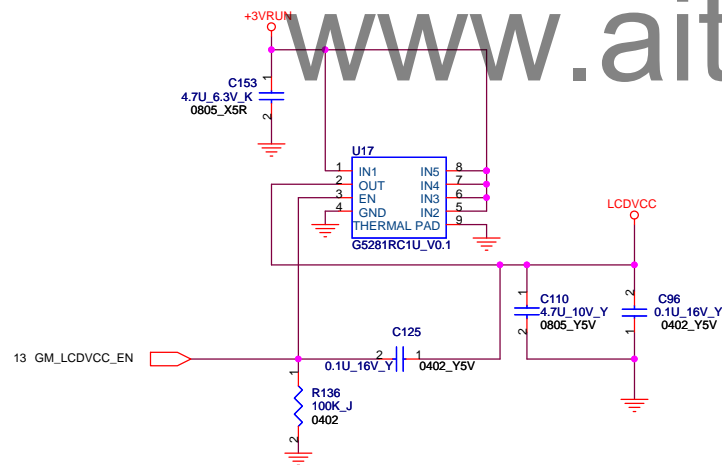 +3VRUN
www.ait
C153
4.7U_6.3V_K
0805_X5R
1
2
U17
1 IN1 IN5 8
2 OUT IN4 7
3 EN IN3 6
4 GND IN2 5
THERMAL PAD 9
G5281RC1U_V0.1
LCDVCC
1
C110
4.7U_10V_Y
0805_Y5V
2
2
C96
0.1U_16V_Y
0402_Y5V
1
13 GM_LCDVCC_EN
C125
2 1
0.1U_16V_Y 0402_Y5V
1
R136
100K_J
0402
2